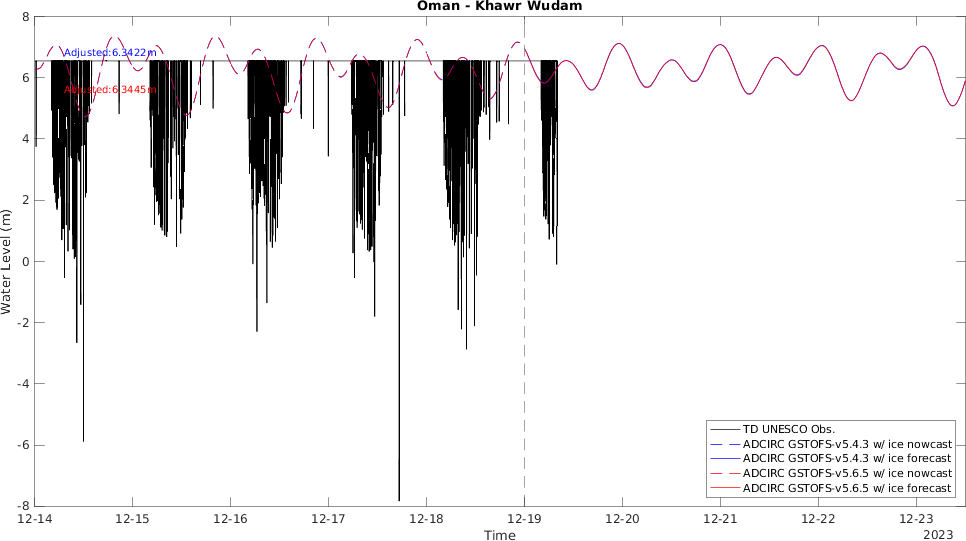 Oman - Khawr Wudam
8
6
4
2
0
-2
-4
-6
-8
Water Level (m)
Adjusted:6.3422m
Adjusted:6.3445m
TD UNESCO Obs.
ADCIRC GSTOFS-v5.4.3 w/ ice nowcast
ADCIRC GSTOFS-v5.4.3 w/ ice forecast
ADCIRC GSTOFS-v5.6.5 w/ ice nowcast
ADCIRC GSTOFS-v5.6.5 w/ ice forecast
12-14 12-15 12-16 12-17 12-18 12-19 12-20 12-21 12-22 12-23
Time
2023